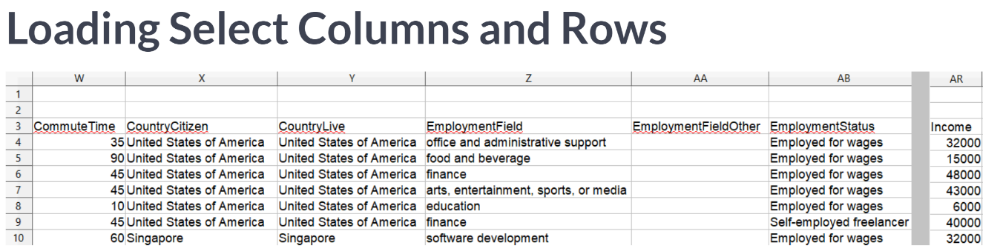 Loading Select Columns and Rows
W X Y Z AA AB AR
1
2
3 CommuteTime CountryCitizen CountryLive EmploymentField EmploymentFieldOther EmploymentStatus Income
4 35 United States of America United States of America office and administrative support Employed for wages 32000
5 90 United States of America United States of America food and beverage Employed for wages 15000
6 45 United States of America United States of America finance Employed for wages 48000
7 45 United States of America United States of America arts, entertainment, sports, or media Employed for wages 43000
8 10 United States of America United States of America education Employed for wages 6000
9 45 United States of America United States of America finance Self-employed freelancer 40000
10 60 Singapore Singapore software development Employed for wages 32000